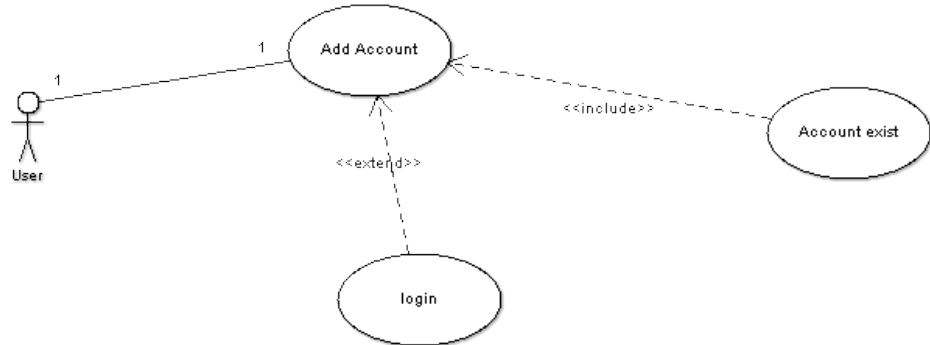 Add Account
1
1
<<include>>
Account exist
<<extend>>
User
login